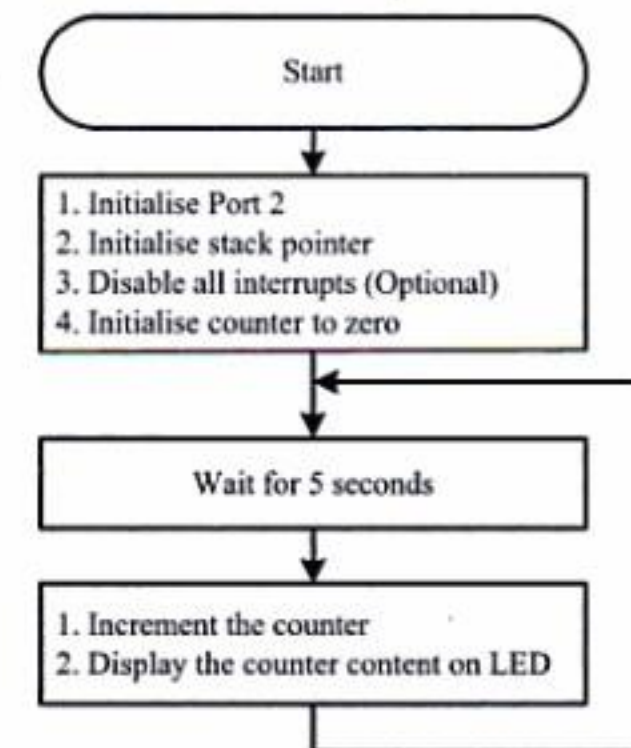 Start
1. Initialise Port 2
2. Initialise stack pointer
3. Disable all interrupts (Optional)
4. Initialise counter to zero
Wait for 5 seconds
1. Increment the counter
2. Display the counter content on LED